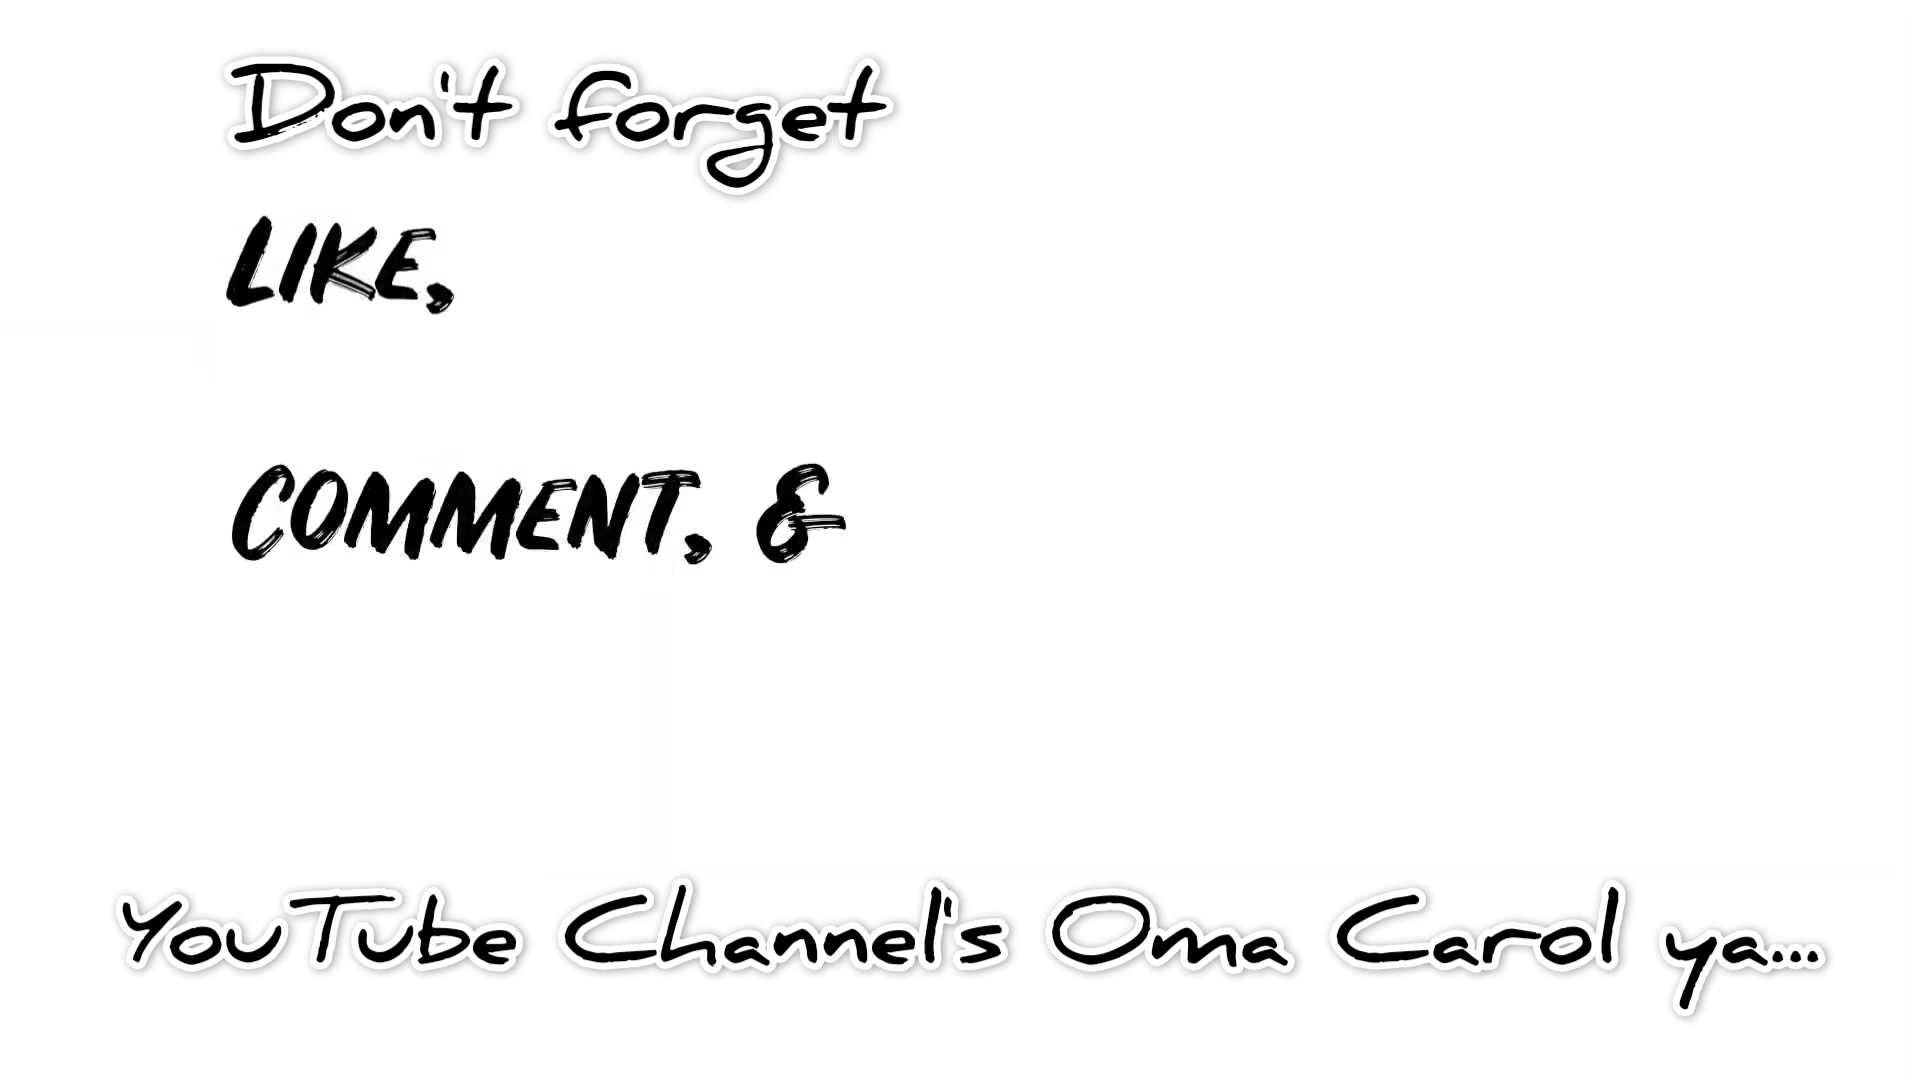 Don't forget
LIKE,
COMMENT, &
YouTube Channel's Oma Carol ya...